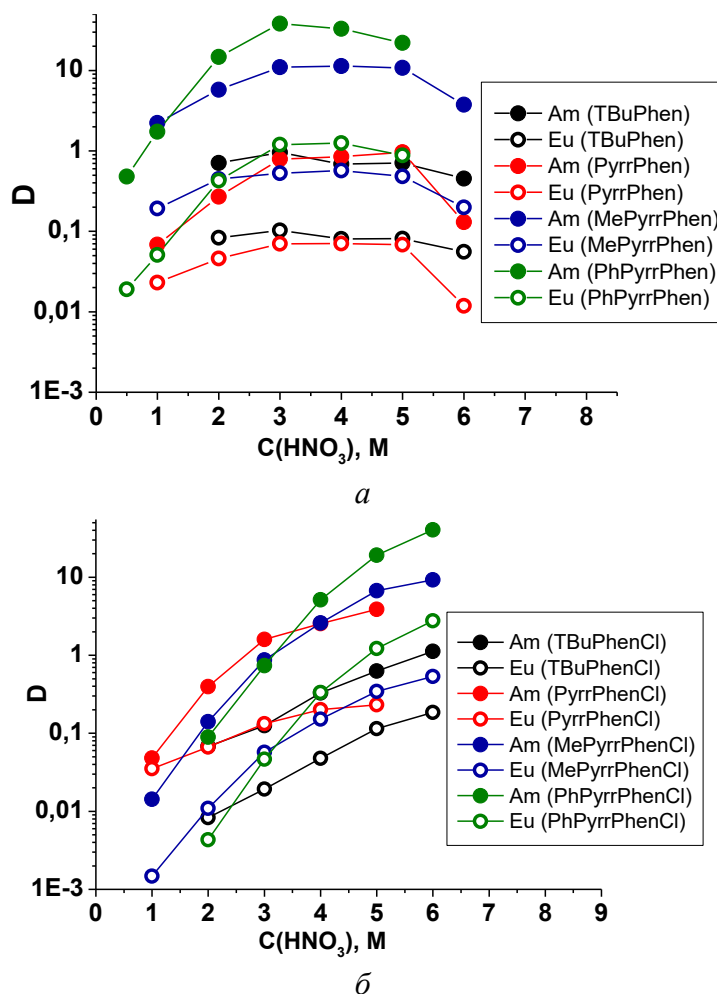 10
1
0,1
0,01
1E-3
D
0 1 2 3 4 5 6 7 8
C(HNO₃), M
Am (TBuPhen)
Eu (TBuPhen)
Am (PyrrPhen)
Eu (PyrrPhen)
Am (MePyrrPhen)
Eu (MePyrrPhen)
Am (PhPyrrPhen)
Eu (PhPyrrPhen)
а
10
1
0,1
0,01
1E-3
D
0 1 2 3 4 5 6 7 8 9
C(HNO₃), M
Am (TBuPhenCl)
Eu (TBuPhenCl)
Am (PyrrPhenCl)
Eu (PyrrPhenCl)
Am (MePyrrPhenCl)
Eu (MePyrrPhenCl)
Am (PhPyrrPhenCl)
Eu (PhPyrrPhenCl)
б